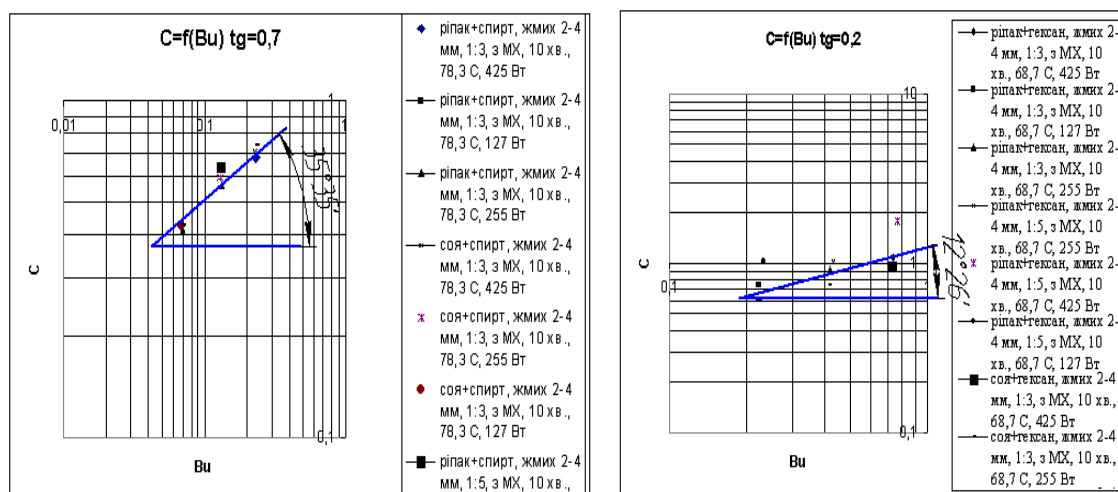 C=f(Bu) tg=0,7
1
0,01
0,1
1
35°35'
C
0,1
Bu
ріпак+спирт, жмих 2-4
мм, 1:3, з МХ, 10 хв.,
78,3 С, 425 Вт
ріпак+спирт, жмих 2-4
мм, 1:3, з МХ, 10 хв.,
78,3 С, 127 Вт
ріпак+спирт, жмих 2-4
мм, 1:3, з МХ, 10 хв.,
78,3 С, 255 Вт
соя+спирт, жмих 2-4
мм, 1:3, з МХ, 10 хв.,
78,3 С, 425 Вт
соя+спирт, жмих 2-4
мм, 1:3, з МХ, 10 хв.,
78,3 С, 255 Вт
соя+спирт, жмих 2-4
мм, 1:3, з МХ, 10 хв.,
78,3 С, 127 Вт
ріпак+спирт, жмих 2-4
мм, 1:5, з МХ, 10 хв.,
C=f(Bu) tg=0,2
10
C
0,1
1
12°26'
0,1
Bu
ріпак+гексан, жмих 2-
4 мм, 1:3, з МХ, 10
хв., 68,7 С, 425 Вт
ріпак+гексан, жмих 2-
4 мм, 1:3, з МХ, 10
хв., 68,7 С, 127 Вт
ріпак+гексан, жмих 2-
4 мм, 1:3, з МХ, 10
хв., 68,7 С, 255 Вт
ріпак+гексан, жмих 2-
4 мм, 1:5, з МХ, 10
хв., 68,7 С, 255 Вт
ріпак+гексан, жмих 2-
4 мм, 1:5, з МХ, 10
хв., 68,7 С, 425 Вт
ріпак+гексан, жмих 2-
4 мм, 1:5, з МХ, 10
хв., 68,7 С, 127 Вт
соя+гексан, жмих 2-4
мм, 1:3, з МХ, 10 хв.,
68,7 С, 425 Вт
соя+гексан, жмих 2-4
мм, 1:3, з МХ, 10 хв.,
68,7 С, 255 Вт